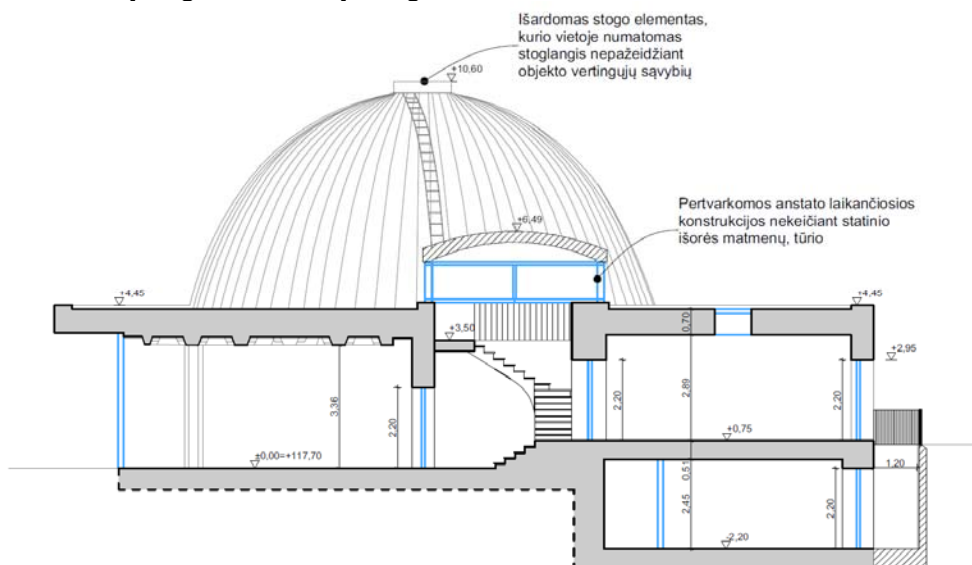 Išardomas stogo elementas,
kurio vietoje numatomas
stoglangis nepažeidžiant
objekto vertingųjų sąvybių
+10,60
Pertvarkomos anstato laikančiosios
konstrukcijos nekeičiant statinio
išorės matmenų, tūrio
+6,49
+4,45
+4,45
0,70
+3,50
+2,95
3,36
2,20
2,20
2,89
2,20
+0,75
±0,00=+117,70
0,51
1,20
2,45
2,20
-2,20